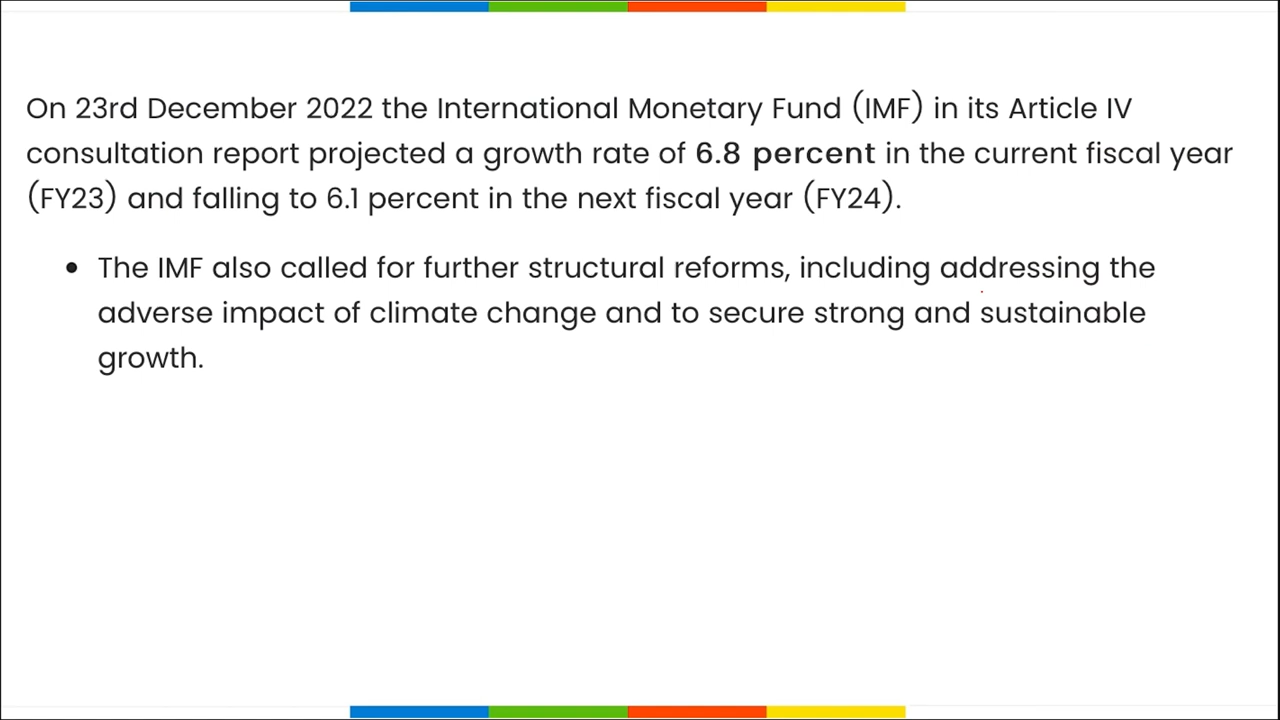 On 23rd December 2022 the International Monetary Fund (IMF) in its Article IV
consultation report projected a growth rate of 6.8 percent in the current fiscal year
(FY23) and falling to 6.1 percent in the next fiscal year (FY24).
• The IMF also called for further structural reforms, including addressing the
adverse impact of climate change and to secure strong and sustainable
growth.